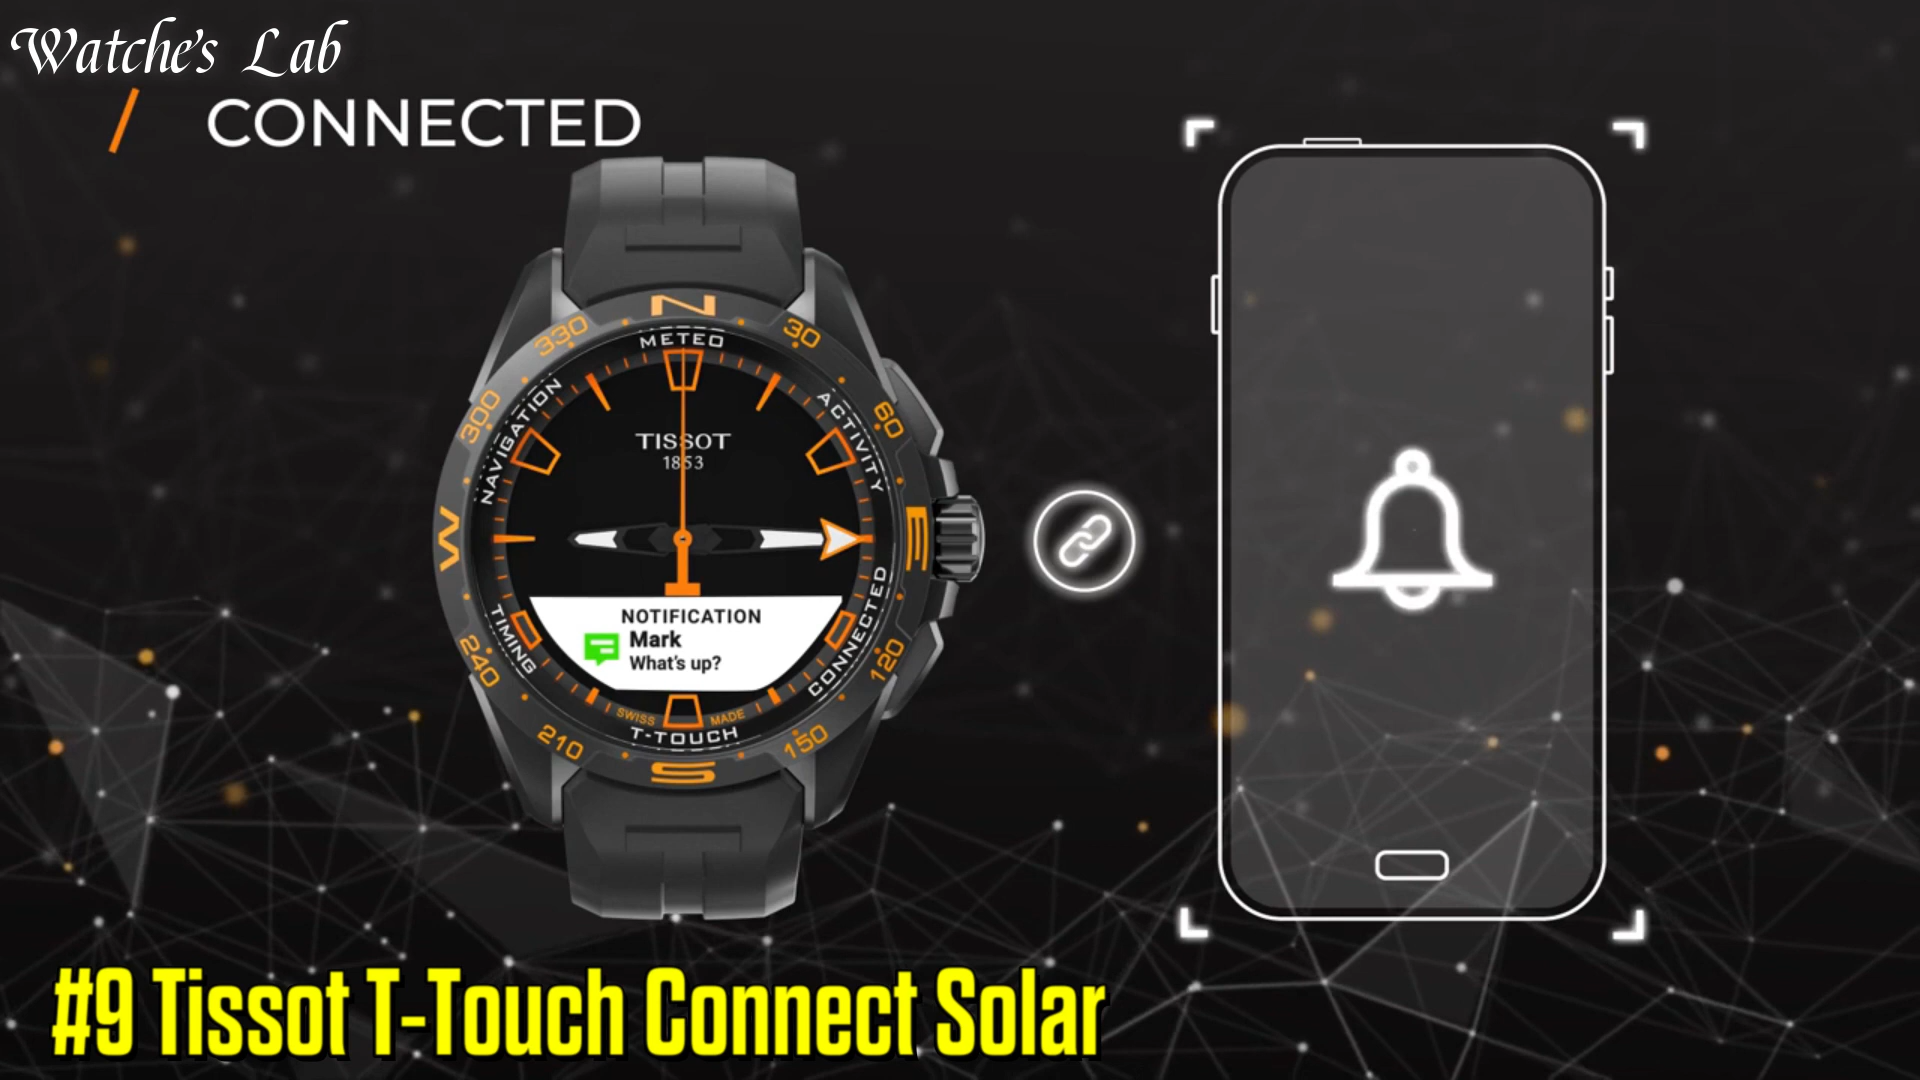 Watche's Lab
/ CONNECTED
N
30
60
E
120
150
S
210
240
W
300
330
METEO
ACTIVITY
CONNECTED
T-TOUCH
TIMING
NAVIGATION
TISSOT
1853
NOTIFICATION
Mark
What's up?
SWISS MADE
#9 Tissot T-Touch Connect Solar